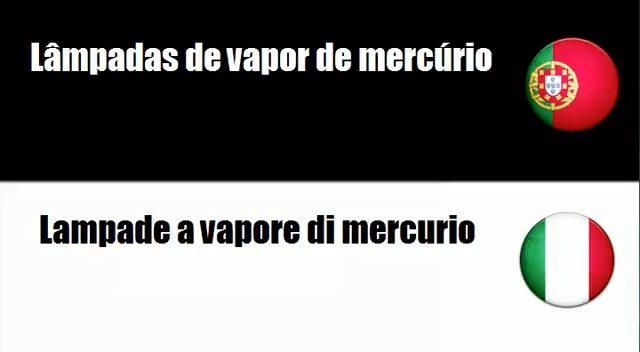 Lâmpadas de vapor de mercúrio
Lampade a vapore di mercurio